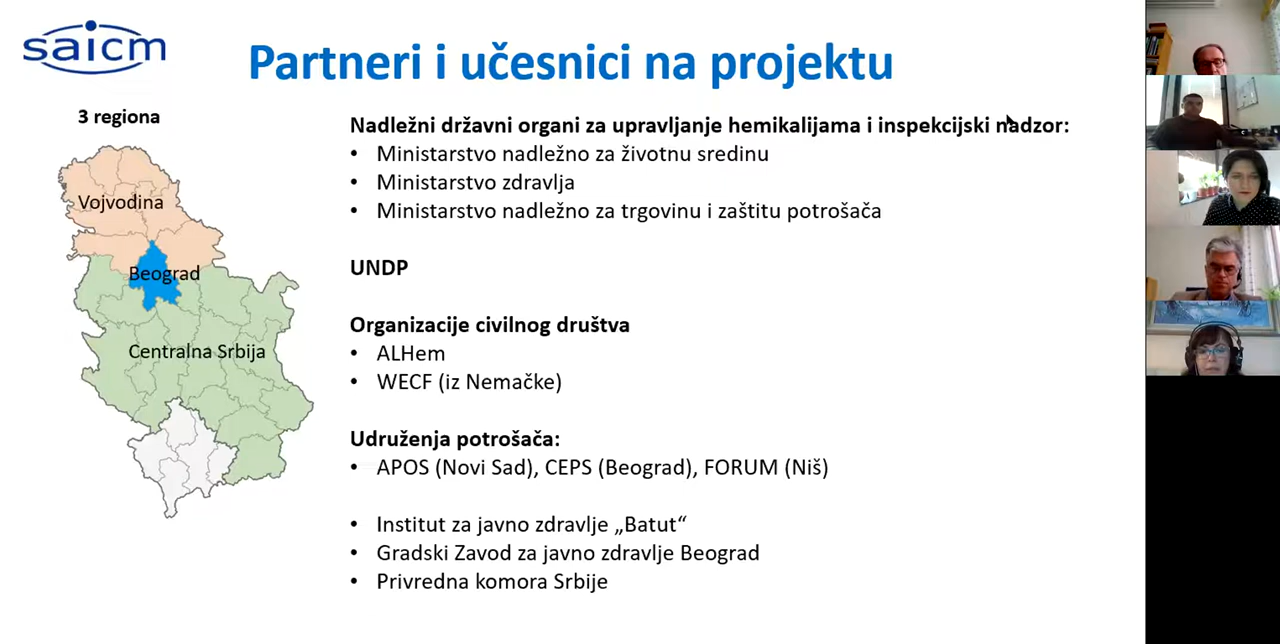 saicm
Partneri i učesnici na projektu
3 regiona
Vojvodina
Beograd
Centralna Srbija
Nadležni državni organi za upravljanje hemikalijama i inspekcijski nadzor:
• Ministarstvo nadležno za životnu sredinu
• Ministarstvo zdravlja
• Ministarstvo nadležno za trgovinu i zaštitu potrošača
UNDP
Organizacije civilnog društva
• ALHem
• WECF (iz Nemačke)
Udruženja potrošača:
• APOS (Novi Sad), CEPS (Beograd), FORUM (Niš)
• Institut za javno zdravlje „Batut“
• Gradski Zavod za javno zdravlje Beograd
• Privredna komora Srbije